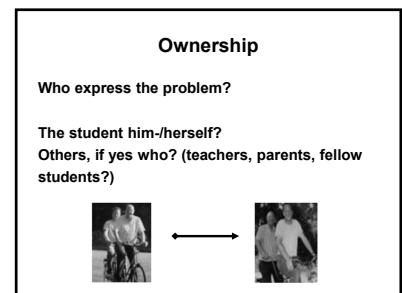 Ownership
Who express the problem?
The student him-/herself?
Others, if yes who? (teachers, parents, fellow
students?)